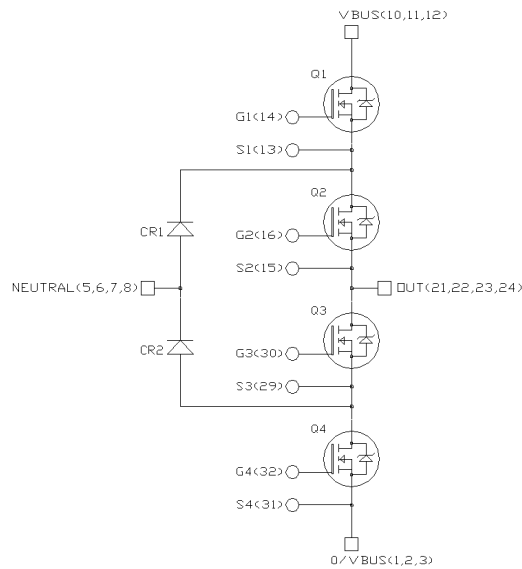 VBUS(10,11,12)
Q1
G1(14)
S1(13)
Q2
CR1
G2(16)
S2(15)
NEUTRAL(5,6,7,8)
OUT(21,22,23,24)
Q3
CR2
G3(30)
S3(29)
Q4
G4(32)
S4(31)
0/VBUS(1,2,3)